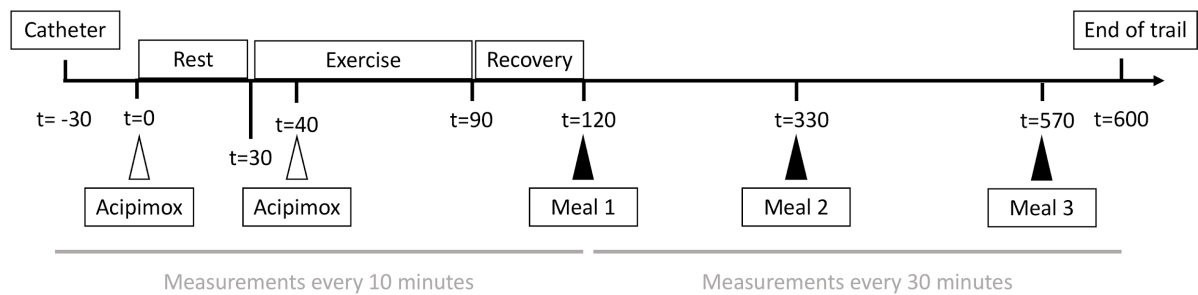 Catheter
End of trail
Rest
Exercise
Recovery
t= -30
t=0
t=30
t=40
t=90
t=120
t=330
t=570
t=600
Acipimox
Acipimox
Meal 1
Meal 2
Meal 3
Measurements every 10 minutes
Measurements every 30 minutes